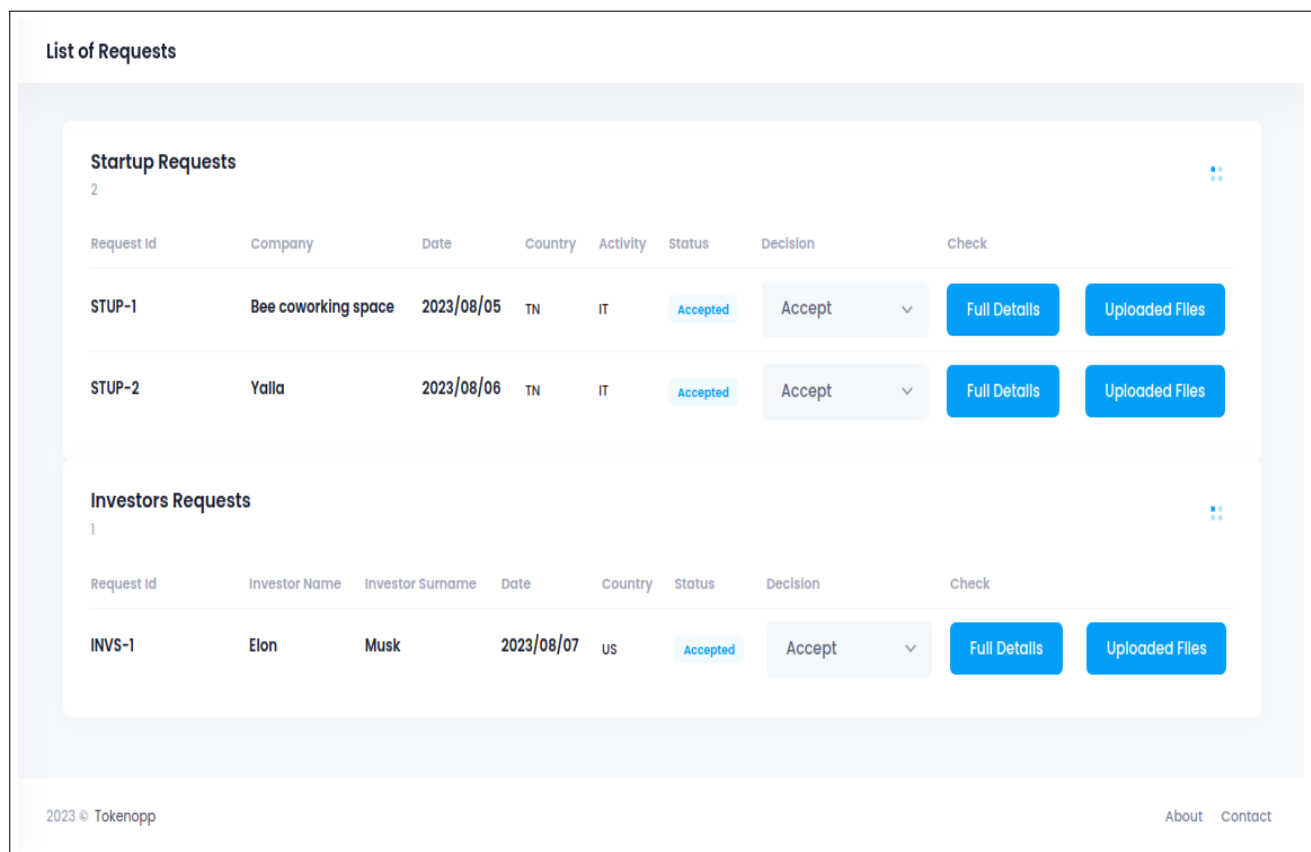 List of Requests
Startup Requests
2
Request Id Company Date Country Activity Status Decision Check
STUP-1 Bee coworking space 2023/08/05 TN IT Accepted Accept Full Details Uploaded Files
STUP-2 Yalla 2023/08/06 TN IT Accepted Accept Full Details Uploaded Files
Investors Requests
1
Request Id Investor Name Investor Surname Date Country Status Decision Check
INVS-1 Elon Musk 2023/08/07 US Accepted Accept Full Details Uploaded Files
2023 © Tokenopp About Contact